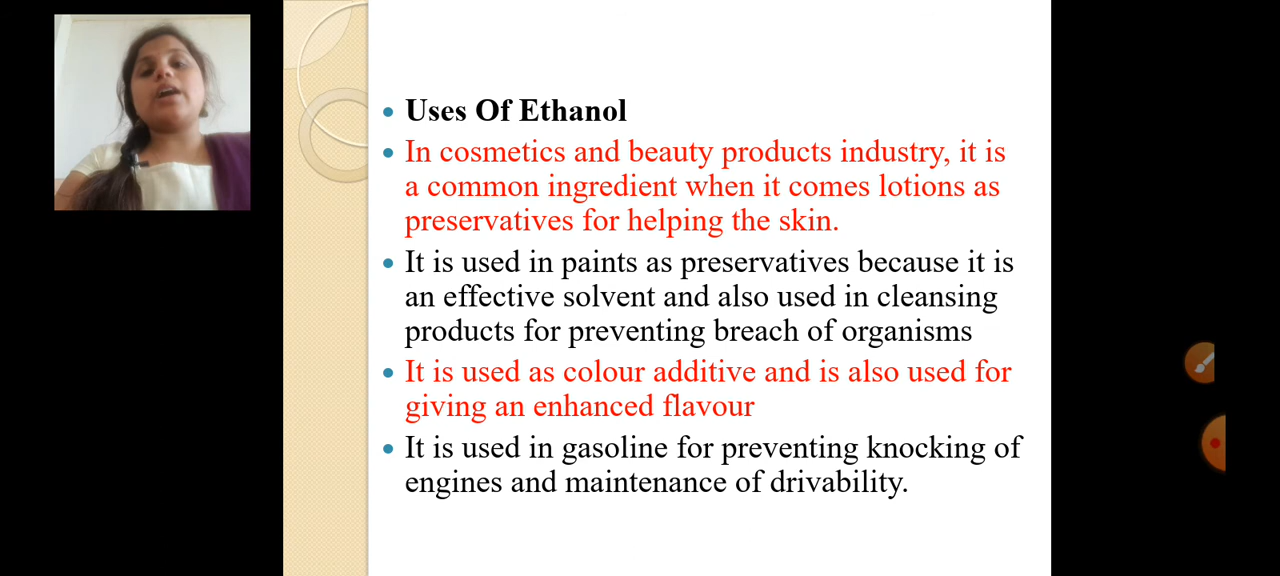 Uses Of Ethanol
In cosmetics and beauty products industry, it is
a common ingredient when it comes lotions as
preservatives for helping the skin.
It is used in paints as preservatives because it is
an effective solvent and also used in cleansing
products for preventing breach of organisms
It is used as colour additive and is also used for
giving an enhanced flavour
It is used in gasoline for preventing knocking of
engines and maintenance of drivability.